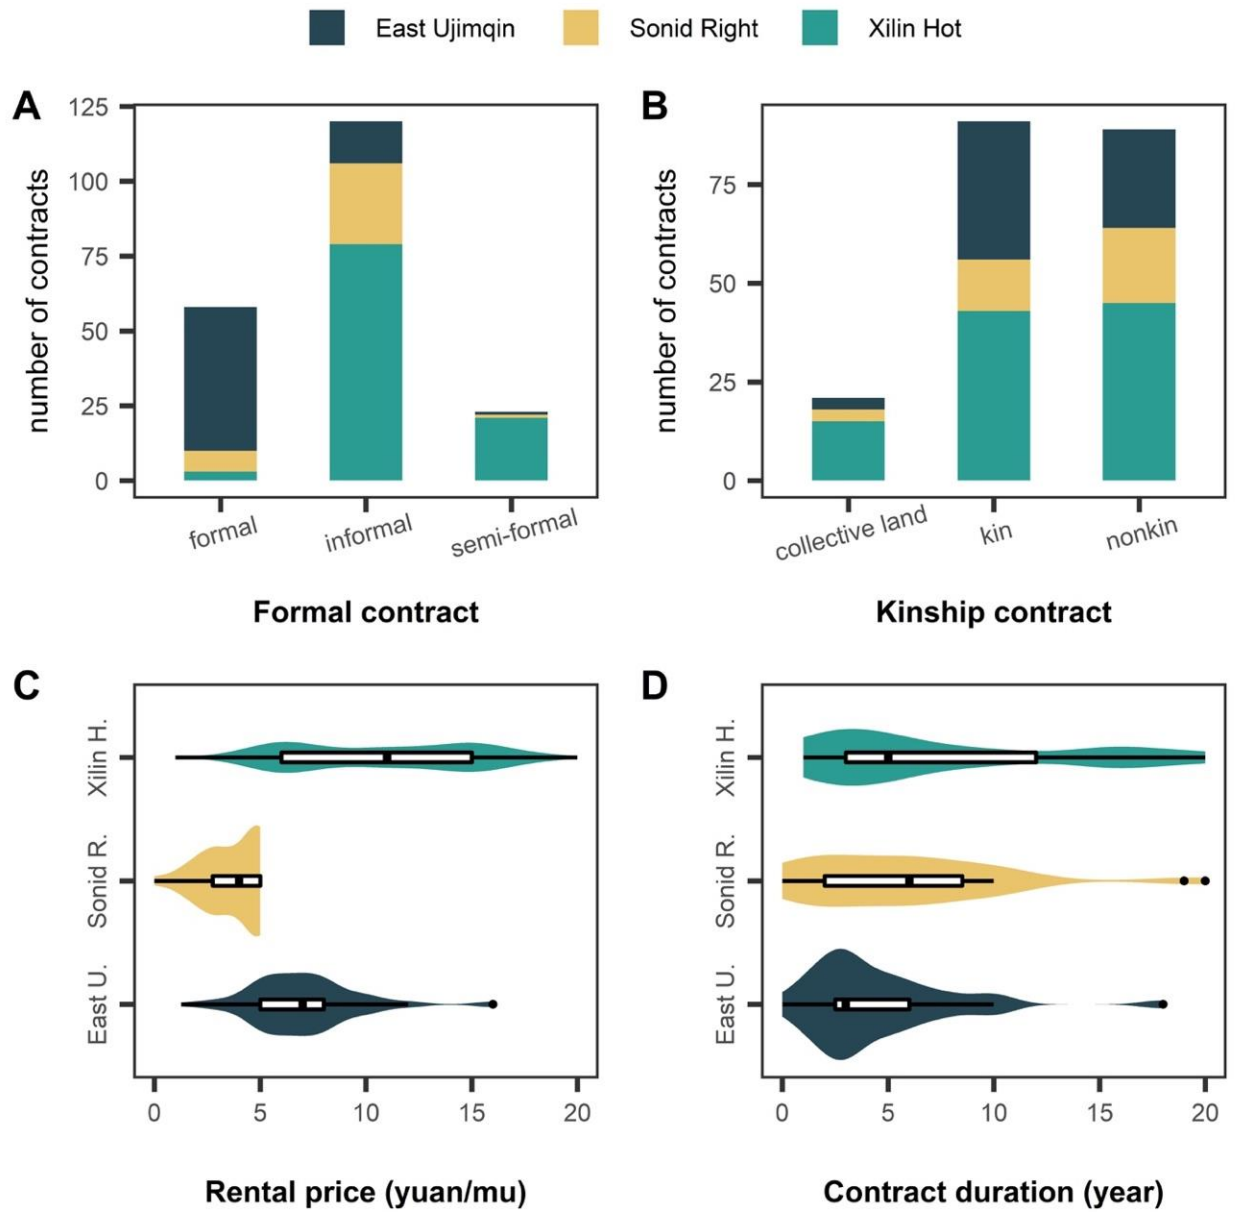 East Ujimqin Sonid Right Xilin Hot
A
125
100
75
50
25
0
number of contracts
formal informal semi-formal
Formal contract
B
75
50
25
0
number of contracts
collective land kin nonkin
Kinship contract
C
Xilin H.
Sonid R.
East U.
0 5 10 15 20
Rental price (yuan/mu)
D
Xilin H.
Sonid R.
East U.
0 5 10 15 20
Contract duration (year)